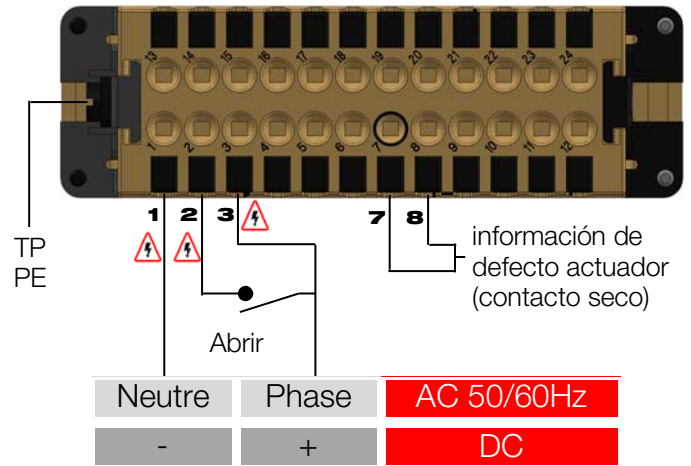 13 14 15 16 17 18 19 20 21 22 23 24
1 2 3 4 5 6 7 8 9 10 11 12
1 2 3 7 8
TP
PE
información de
defecto actuador
(contacto seco)
Abrir
Neutre Phase AC 50/60Hz
- + DC